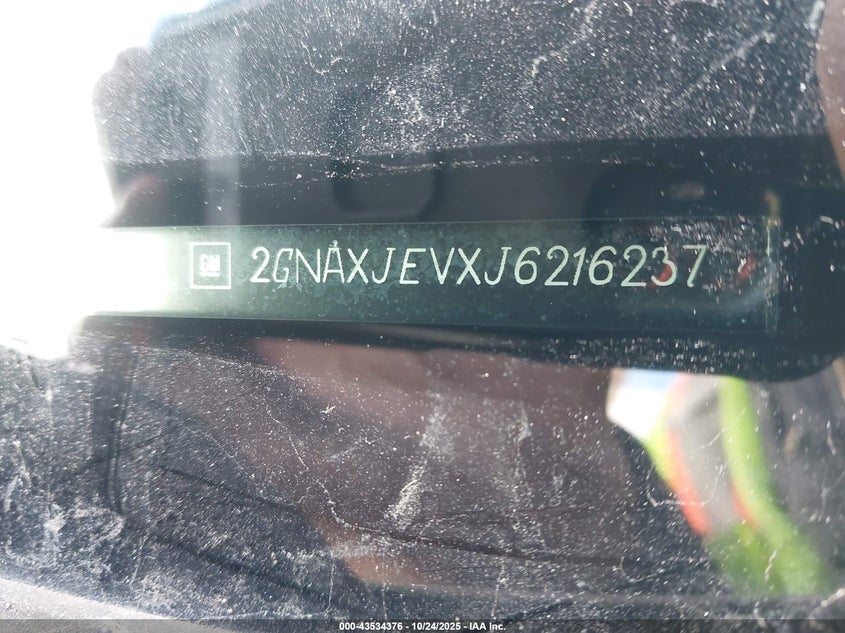 GM 2GNAXJEVXJ6216237
000-43534376 - 10/24/2025 - IAA Inc.